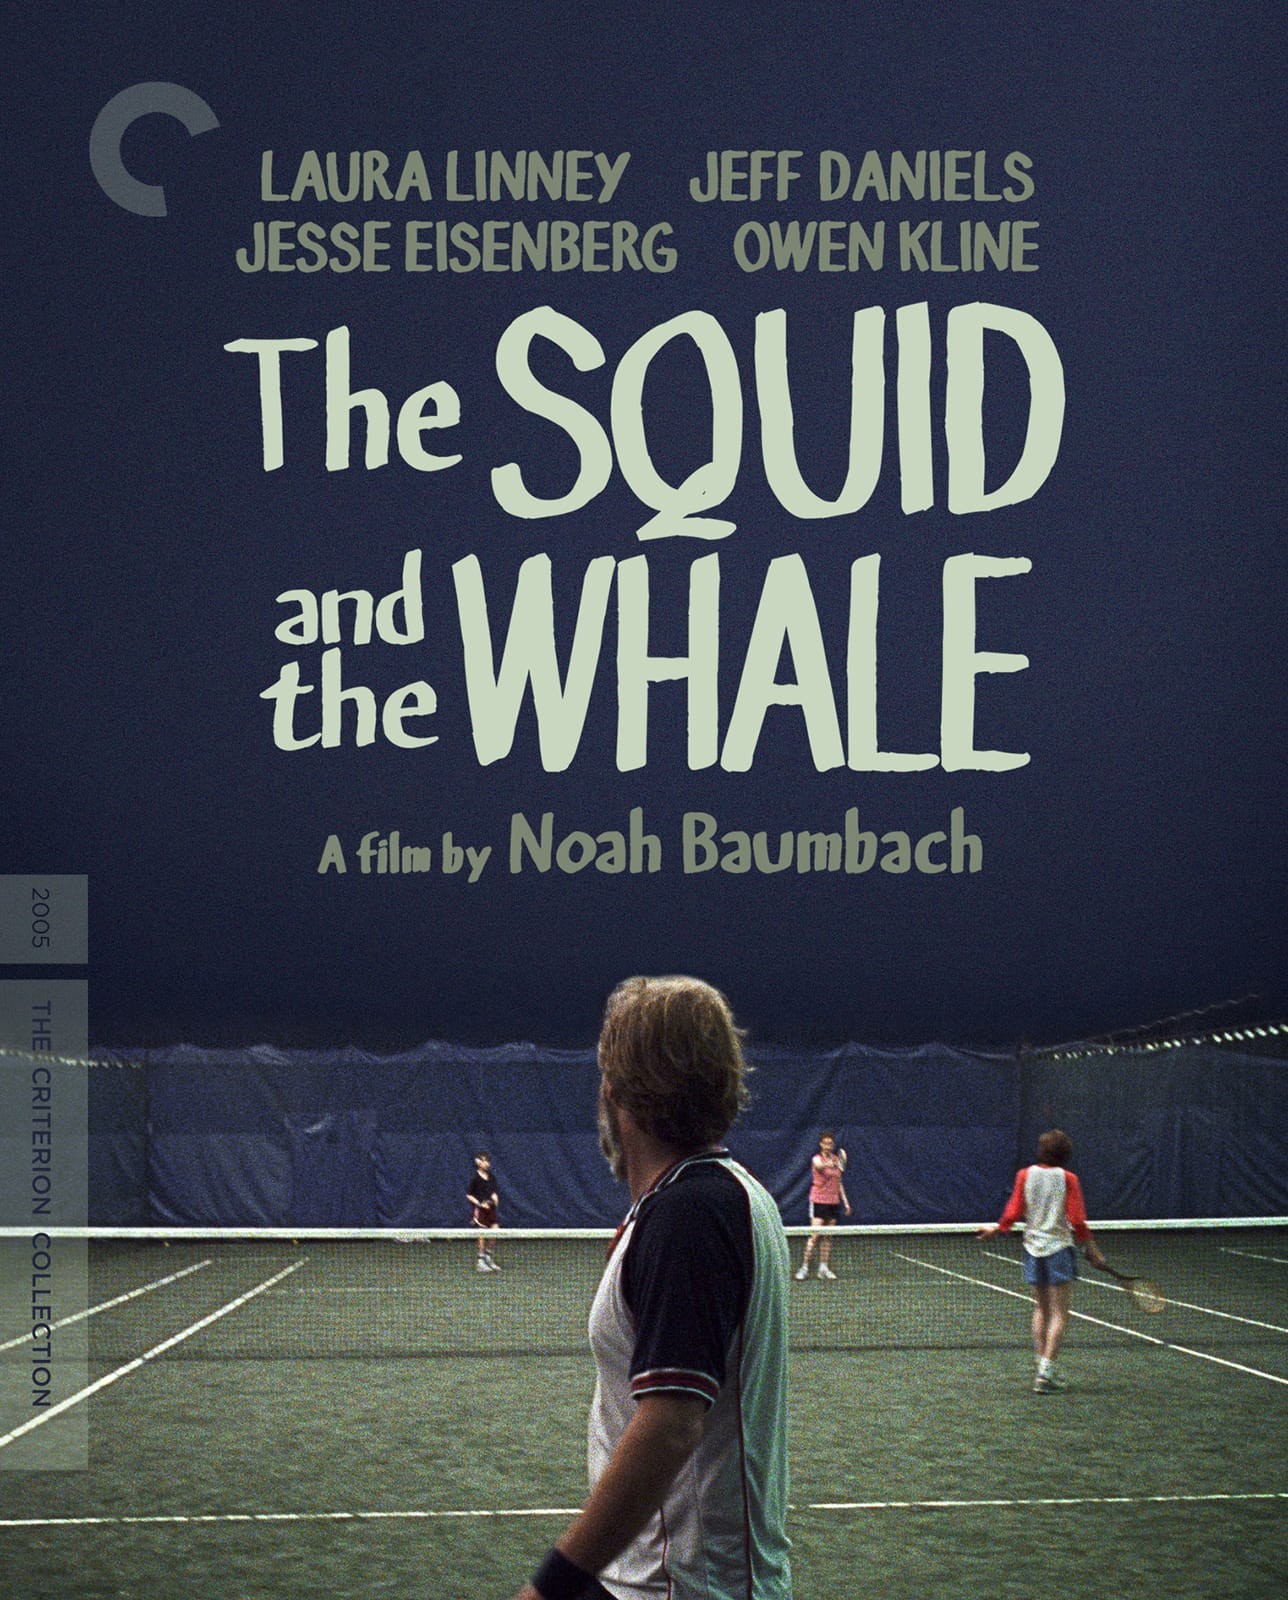 LAURA LINNEY JEFF DANIELS
JESSE EISENBERG OWEN KLINE
The SQUID
and the WHALE
A film by Noah Baumbach
2005
THE CRITERION COLLECTION